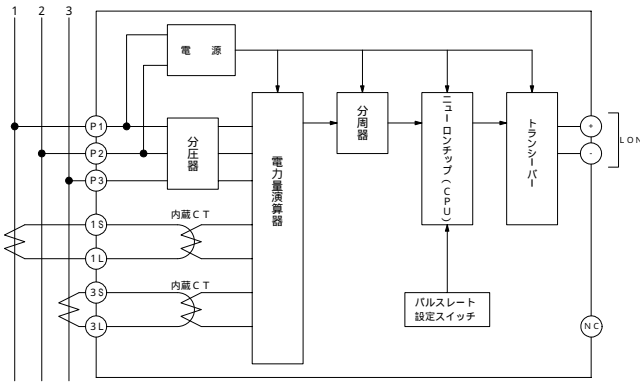 1 2 3
電 源
P1
P2
P3
分圧器
電力量演算器
分周器
ニューロンチップ(CPU)
トランシーバー
+
-
LON
1S
内蔵CT
1L
3S
内蔵CT
3L
パルスレート
設定スイッチ
NC